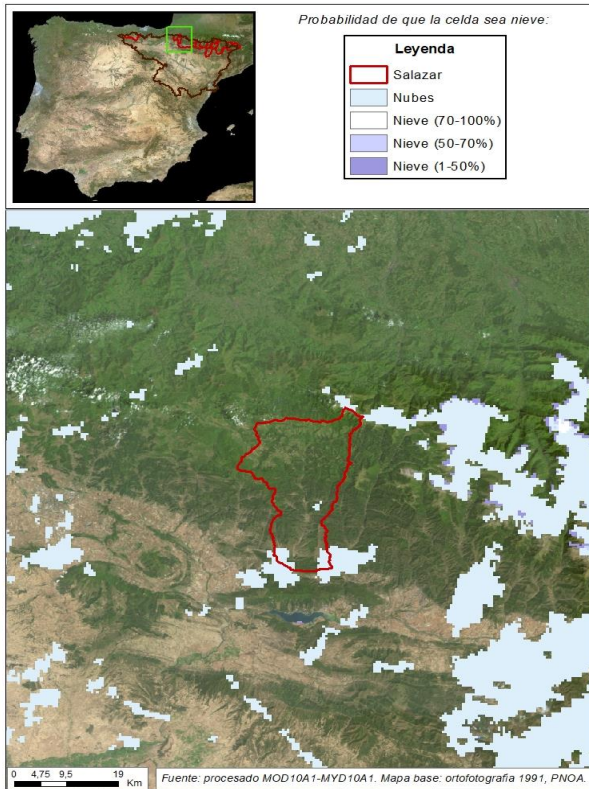 Probabilidad de que la celda sea nieve:
Leyenda
Salazar
Nubes
Nieve (70-100%)
Nieve (50-70%)
Nieve (1-50%)
0 4,75 9,5 19
Km
Fuente: procesado MOD10A1-MYD10A1. Mapa base: ortofotografia 1991, PNOA.